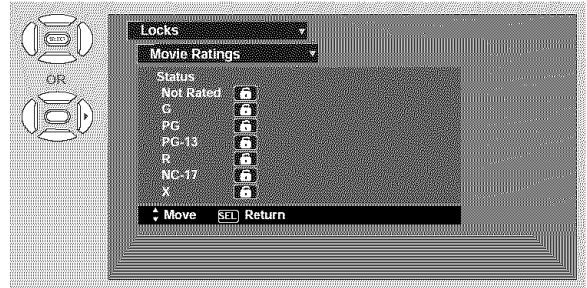 SELECT
OR
Locks
Movie Ratings
Status
Not Rated
G
PG
PG-13
R
NC-17
X
Move SEL Return